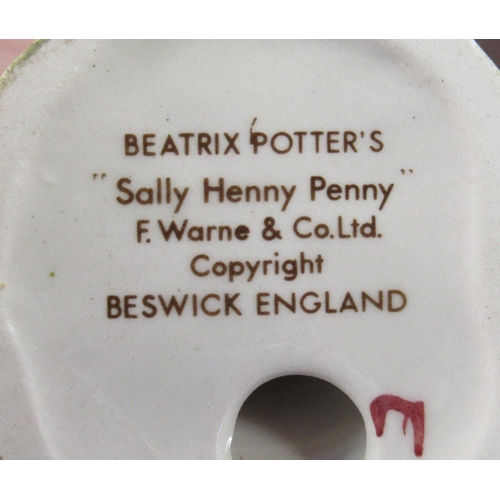 BEATRIX POTTER'S
"Sally Henny Penny"
F. Warne & Co. Ltd.
Copyright
BESWICK ENGLAND